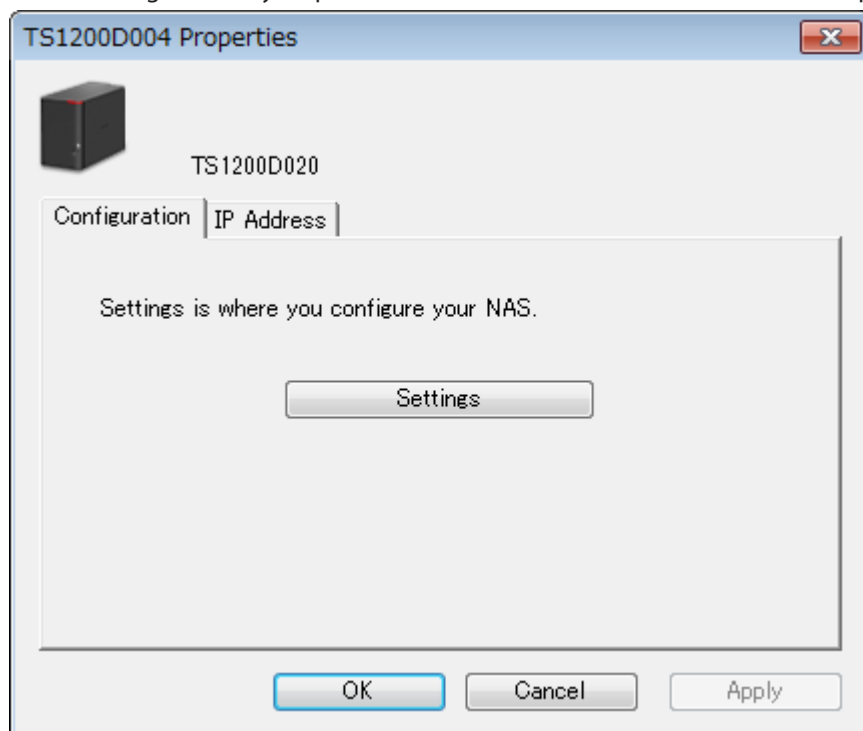 TS1200D004 Properties
TS1200D020
Configuration
IP Address
Settings is where you configure your NAS.
Settings
OK
Cancel
Apply